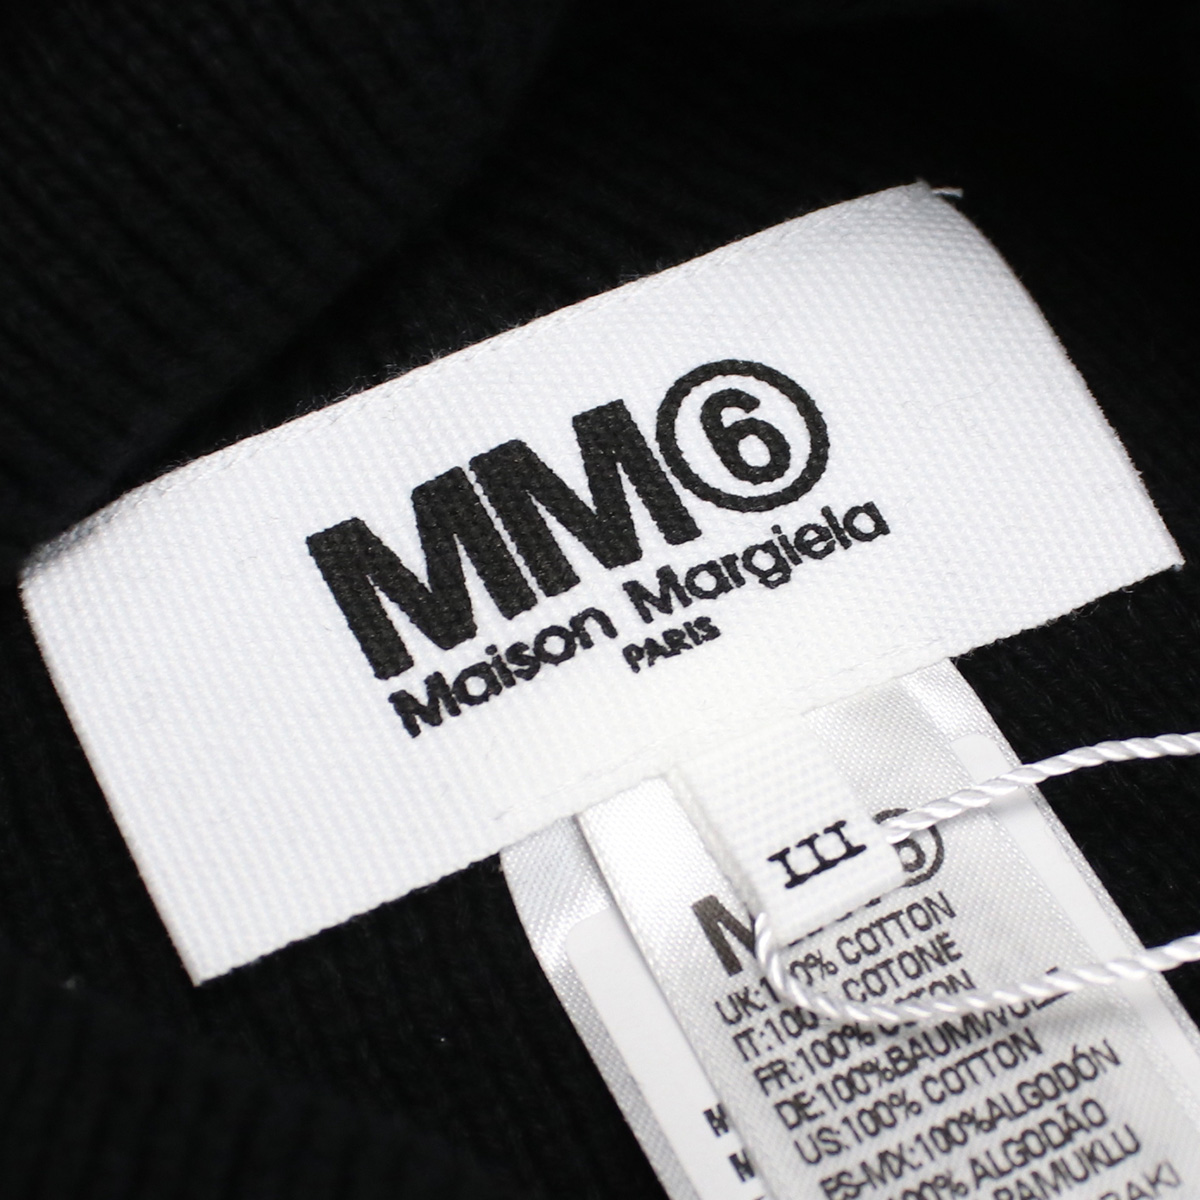 MM⑥
Maison Margiela
PARIS
III
UK:100% COTTON
IT:100% COTONE
FR:100% COTON
DE:100%BAUMWOLLE
US:100% COTTON
ES-MX:100%ALGODÓN
100% ALGODÃO
PAMUKLU